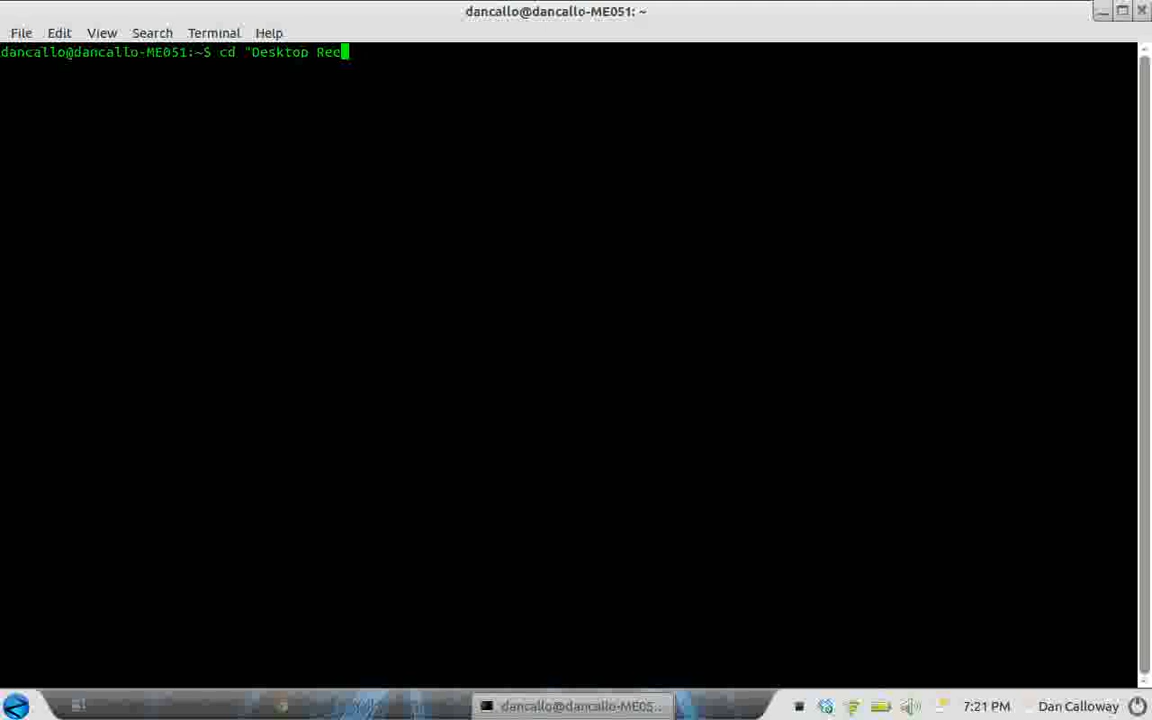 dancallo@dancallo-ME051: ~
File Edit View Search Terminal Help
dancallo@dancallo-ME051:~$ cd "Desktop Rec
dancallo@dancallo-ME05... 7:21 PM Dan Calloway